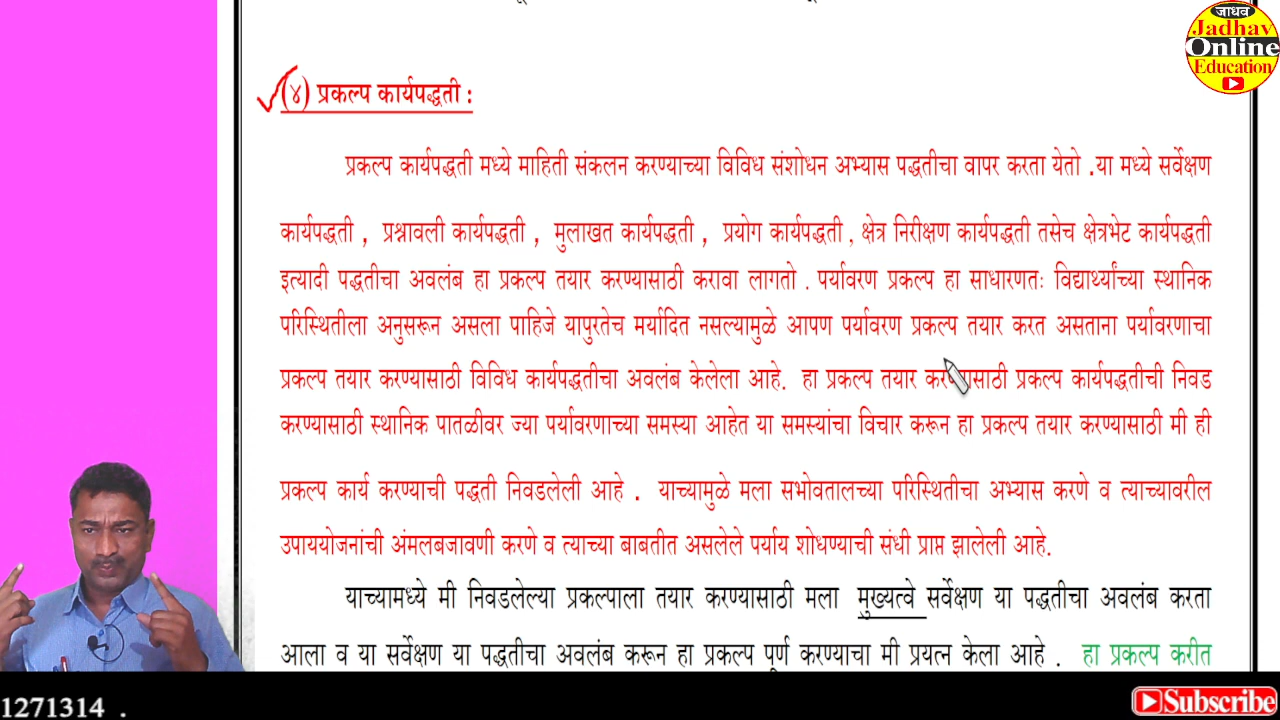 जाधव
Jadhav
Online
Education
(४) प्रकल्प कार्यपद्धती :
प्रकल्प कार्यपद्धती मध्ये माहिती संकलन करण्याच्या विविध संशोधन अभ्यास पद्धतीचा वापर करता येतो .या मध्ये सर्वेक्षण
कार्यपद्धती , प्रश्नावली कार्यपद्धती , मुलाखत कार्यपद्धती , प्रयोग कार्यपद्धती , क्षेत्र निरीक्षण कार्यपद्धती तसेच क्षेत्रभेट कार्यपद्धती
इत्यादी पद्धतीचा अवलंब हा प्रकल्प तयार करण्यासाठी करावा लागतो . पर्यावरण प्रकल्प हा साधारणतः विद्यार्थ्यांच्या स्थानिक
परिस्थितीला अनुसरून असला पाहिजे यापुरतेच मर्यादित नसल्यामुळे आपण पर्यावरण प्रकल्प तयार करत असताना पर्यावरणाचा
प्रकल्प तयार करण्यासाठी विविध कार्यपद्धतीचा अवलंब केलेला आहे. हा प्रकल्प तयार करण्यासाठी प्रकल्प कार्यपद्धतीची निवड
करण्यासाठी स्थानिक पातळीवर ज्या पर्यावरणाच्या समस्या आहेत या समस्यांचा विचार करून हा प्रकल्प तयार करण्यासाठी मी ही
प्रकल्प कार्य करण्याची पद्धती निवडलेली आहे . याच्यामुळे मला सभोवतालच्या परिस्थितीचा अभ्यास करणे व त्याच्यावरील
उपाययोजनांची अंमलबजावणी करणे व त्याच्या बाबतीत असलेले पर्याय शोधण्याची संधी प्राप्त झालेली आहे.
याच्यामध्ये मी निवडलेल्या प्रकल्पाला तयार करण्यासाठी मला मुख्यत्वे सर्वेक्षण या पद्धतीचा अवलंब करता
आला व या सर्वेक्षण या पद्धतीचा अवलंब करून हा प्रकल्प पूर्ण करण्याचा मी प्रयत्न केला आहे . हा प्रकल्प करीत
1271314 .
Subscribe